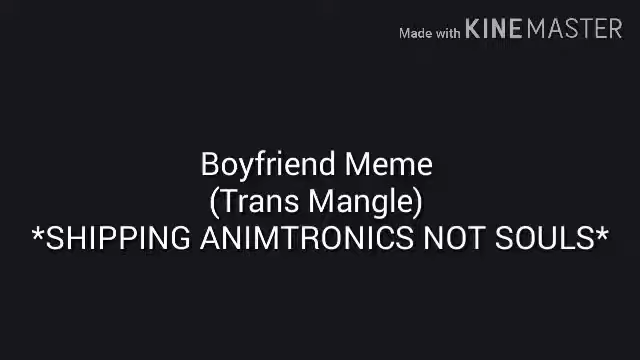 Made with KINEMASTER
Boyfriend Meme
(Trans Mangle)
*SHIPPING ANIMTRONICS NOT SOULS*